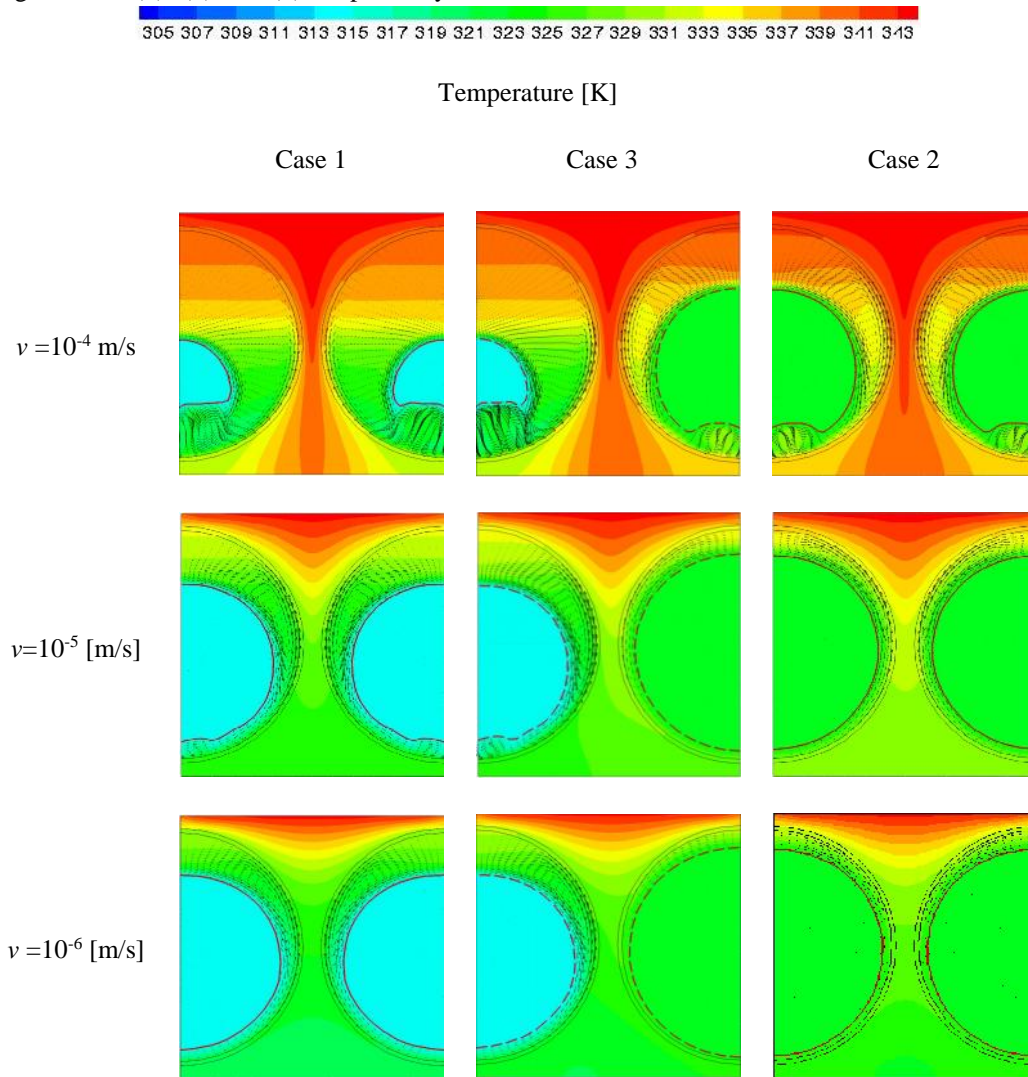 305 307 309 311 313 315 317 319 321 323 325 327 329 331 333 335 337 339 341 343
Temperature [K]
Case 1 Case 3 Case 2
v =10-4 m/s
v=10-5 [m/s]
v =10-6 [m/s]